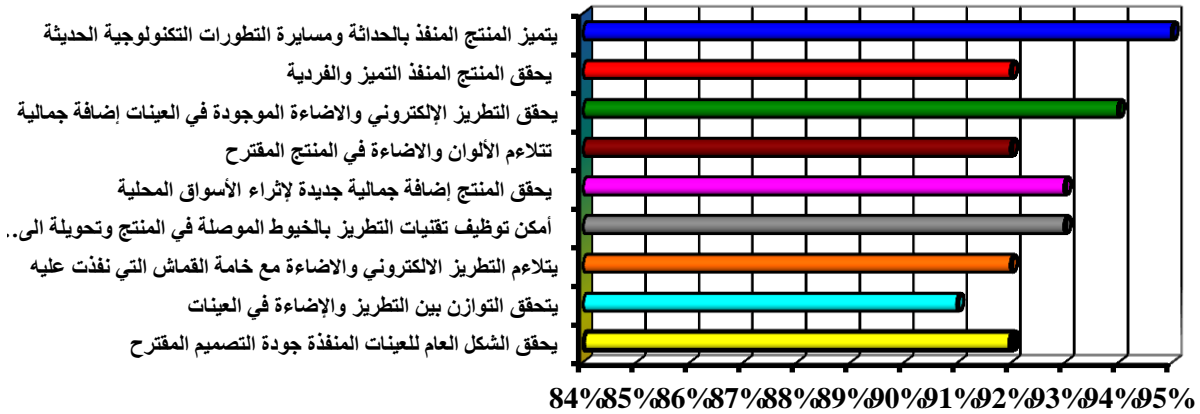 يتميز المنتج المنفذ بالحداثة ومسايرة التطورات التكنولوجية الحديثة
يحقق المنتج المنفذ التميز والفردية
يحقق التطريز الإلكتروني والاضاءة الموجودة في العينات إضافة جمالية
تتلاءم الألوان والاضاءة في المنتج المقترح
يحقق المنتج إضافة جمالية جديدة لإثراء الأسواق المحلية
أمكن توظيف تقنيات التطريز بالخيوط الموصلة في المنتج وتحويلة الى..
يتلاءم التطريز الالكتروني والاضاءة مع خامة القماش التي نفذت عليه
يتحقق التوازن بين التطريز والإضاءة في العينات
يحقق الشكل العام للعينات المنفذة جودة التصميم المقترح
84% 85% 86% 87% 88% 89% 90% 91% 92% 93% 94% 95%